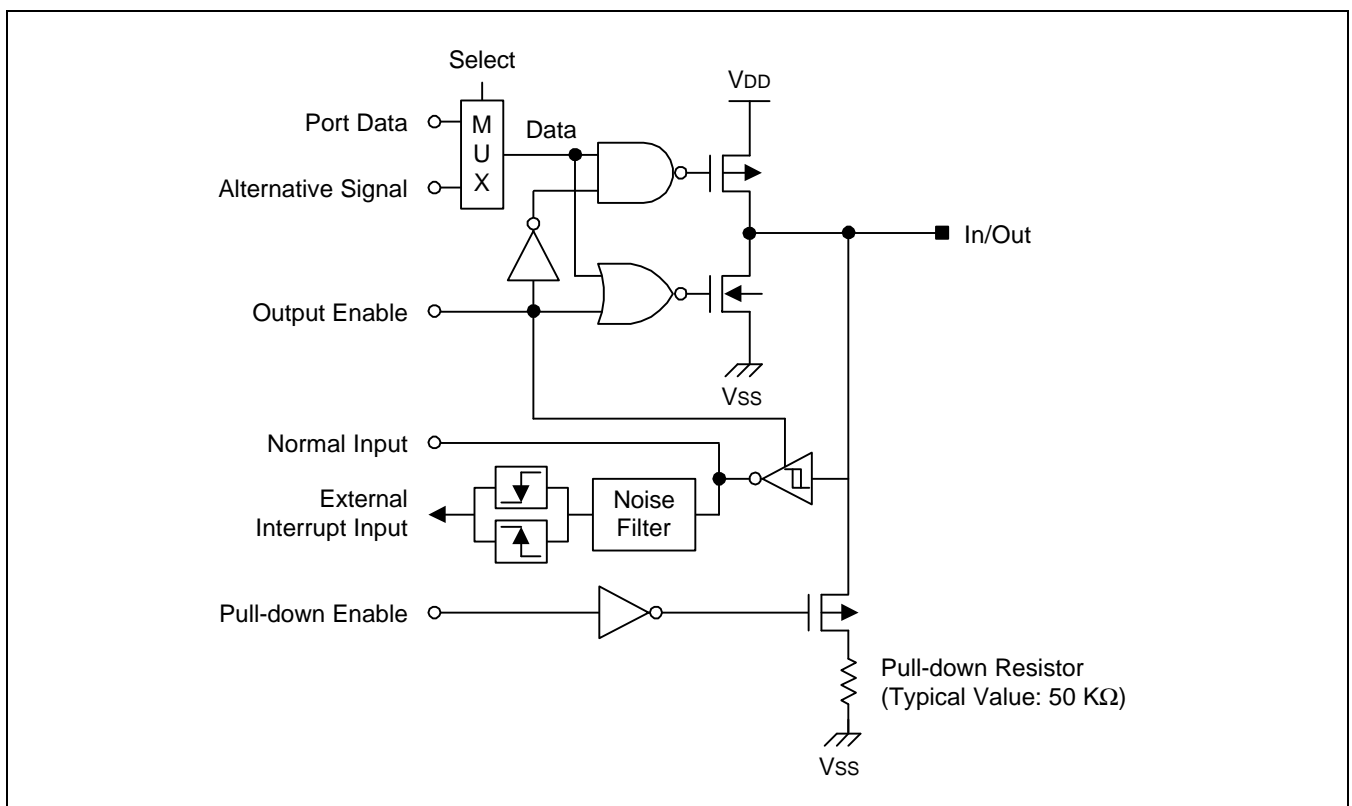 Select
VDD
Port Data
M
U
X
Data
Alternative Signal
In/Out
Output Enable
VSS
Normal Input
External
Interrupt Input
Noise
Filter
Pull-down Enable
Pull-down Resistor
(Typical Value: 50 KΩ)
VSS